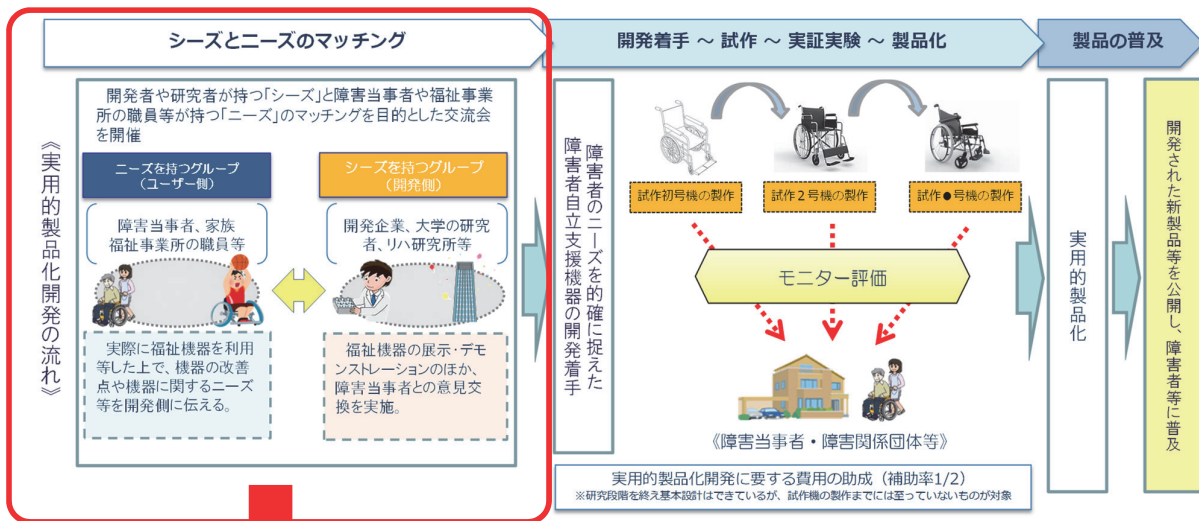 シーズとニーズのマッチング
開発着手 ～ 試作 ～ 実証実験 ～ 製品化
製品の普及
《実用的製品化開発の流れ》
開発者や研究者が持つ「シーズ」と障害当事者や福祉事業
所の職員等が持つ「ニーズ」のマッチングを目的とした交流会
を開催
ニーズを持つグループ
（ユーザー側）
シーズを持つグループ
（開発側）
障害当事者、家族
福祉事業所の職員等
開発企業、大学の研究
者、リハ研究所等
実際に福祉機器を利用
等した上で、機器の改善
点や機器に関するニーズ
等を開発側に伝える。
福祉機器の展示・デモ
ンストレーションのほか、
障害当事者との意見交
換を実施。
障害者のニーズを的確に捉えた
障害者自立支援機器の開発着手
試作初号機の製作
試作２号機の製作
試作●号機の製作
モニター評価
《障害当事者・障害関係団体等》
実用的製品化開発に要する費用の助成（補助率1/2）
※研究段階を終え基本設計はできているが、試作機の製作までには至っていないものが対象
実用的製品化
開発された新製品等を公開し、障害者等に普及